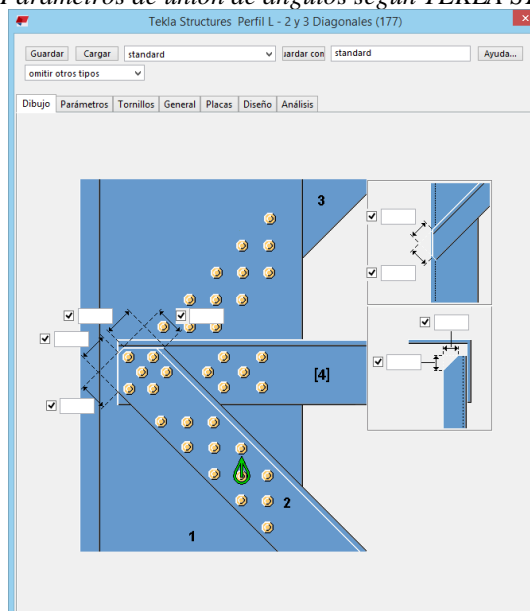 Parámetros de unión de ángulos según TEKLA ST
Tekla Structures Perfil L - 2 y 3 Diagonales (177)
Guardar Cargar standard uardar con standard Ayuda...
omitir otros tipos
Dibujo Parámetros Tornillos General Placas Diseño Análisis
3
[4]
2
1